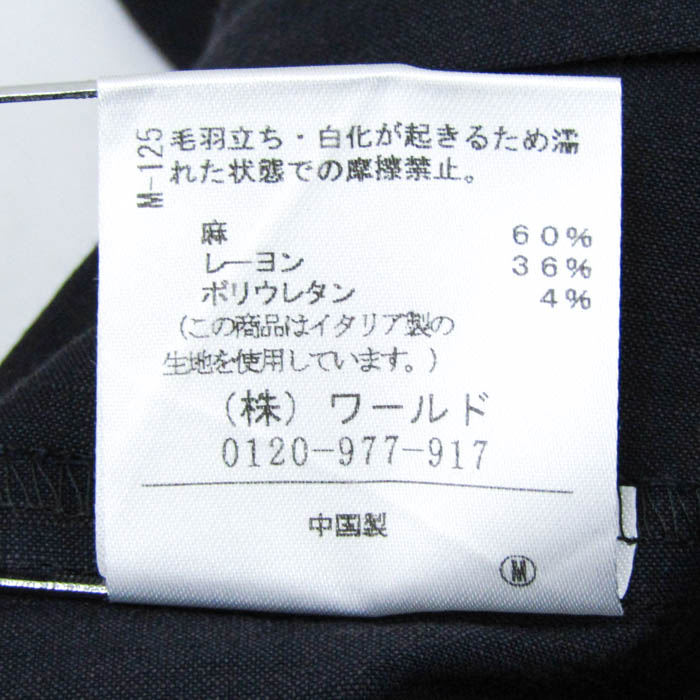 M-125
毛羽立ち・白化が起きるため濡
れた状態での摩擦禁止。
麻 60%
レーヨン 36%
ポリウレタン 4%
(この商品はイタリア製の
生地を使用しています。)
(株) ワールド
0120-977-917
中国製
M